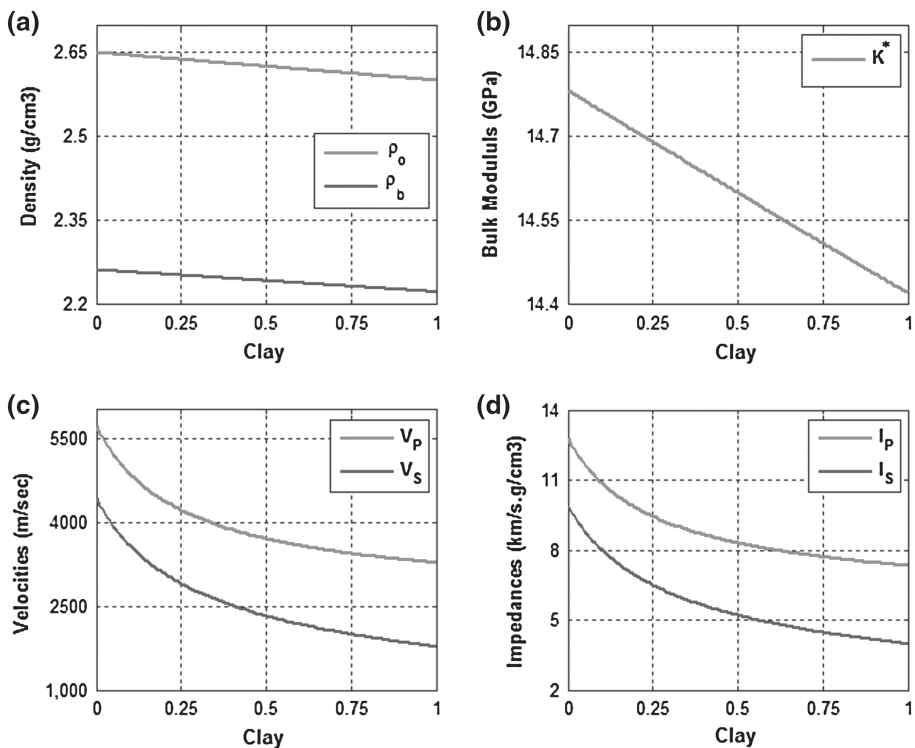 (a)
Density (g/cm3)
2.65
2.5
2.35
2.2
ρo
ρb
0 0.25 0.5 0.75 1
Clay
(b)
Bulk Modululs (GPa)
14.85
14.7
14.55
14.4
K*
0 0.25 0.5 0.75 1
Clay
(c)
Velocities (m/sec)
5500
4000
2500
1,000
VP
VS
0 0.25 0.5 0.75 1
Clay
(d)
Impedances (km/s.g/cm3)
14
11
8
5
2
IP
IS
0 0.25 0.5 0.75 1
Clay